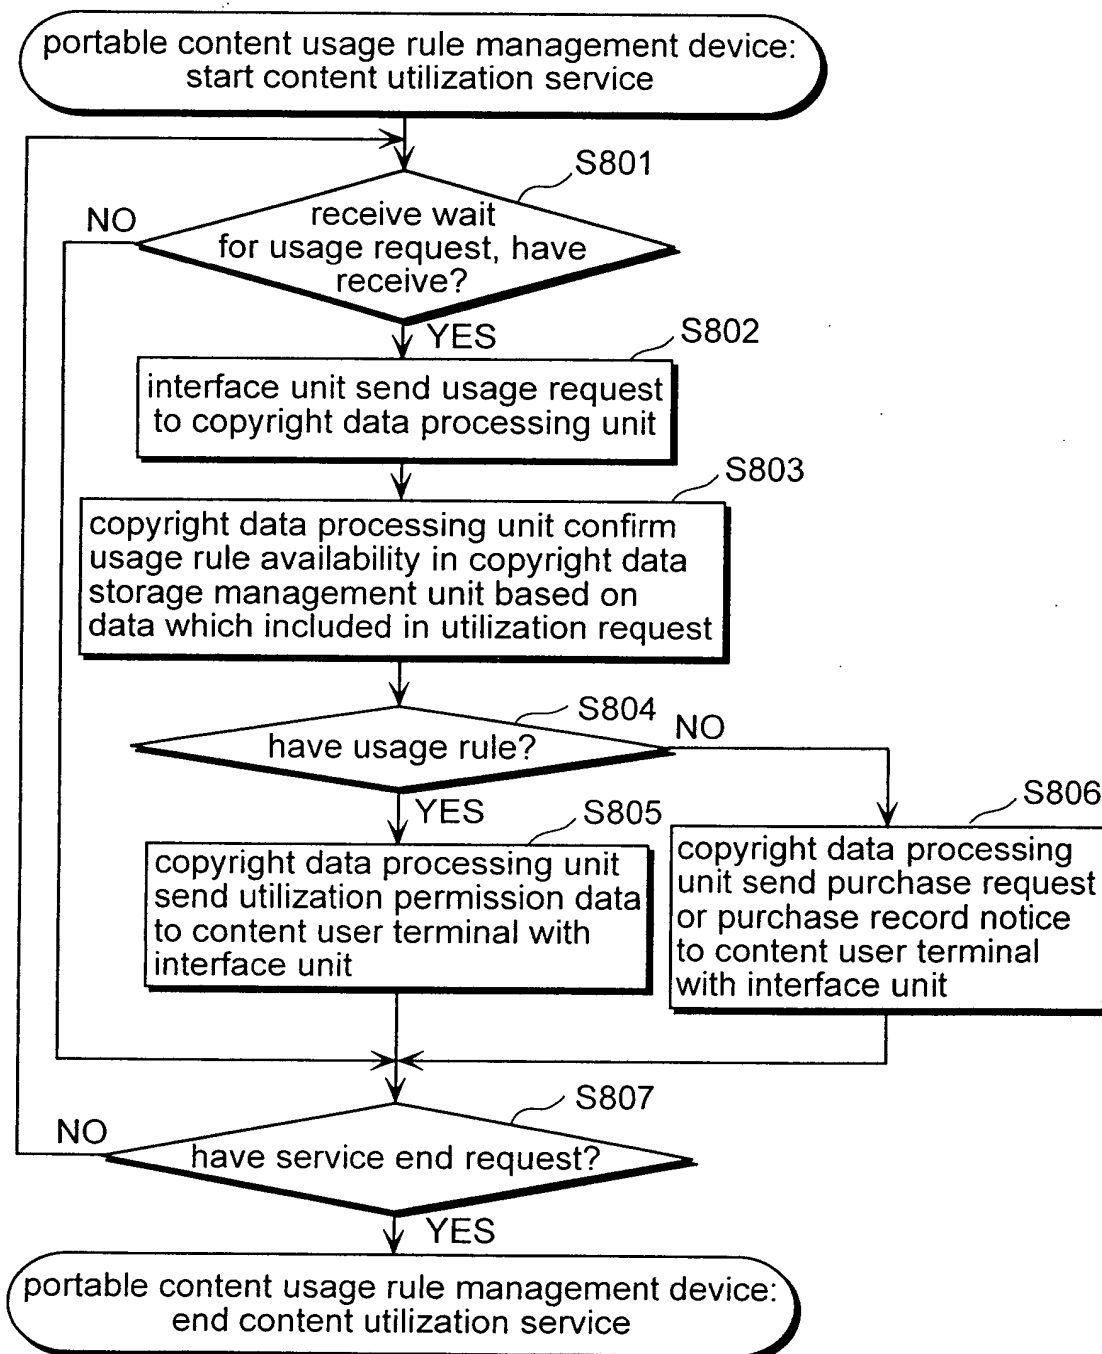 portable content usage rule management device:
start content utilization service
S801
NO
receive wait
for usage request, have
receive?
YES
S802
interface unit send usage request
to copyright data processing unit
S803
copyright data processing unit confirm
usage rule availability in copyright data
storage management unit based on
data which included in utilization request
S804
NO
have usage rule?
YES
S805
S806
copyright data processing unit
send utilization permission data
to content user terminal with
interface unit
copyright data processing
unit send purchase request
or purchase record notice
to content user terminal
with interface unit
S807
NO
have service end request?
YES
portable content usage rule management device:
end content utilization service